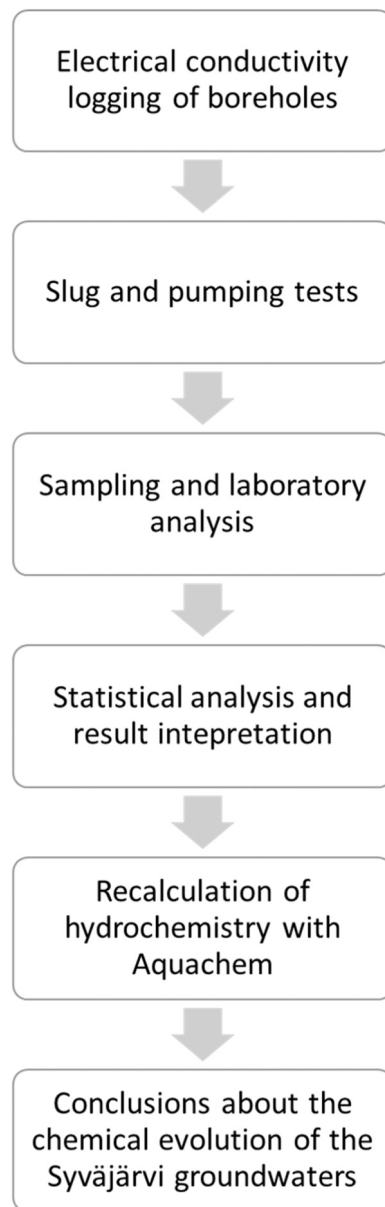 Electrical conductivity
logging of boreholes
Slug and pumping tests
Sampling and laboratory
analysis
Statistical analysis and
result intepretation
Recalculation of
hydrochemistry with
Aquachem
Conclusions about the
chemical evolution of the
Syväjärvi groundwaters